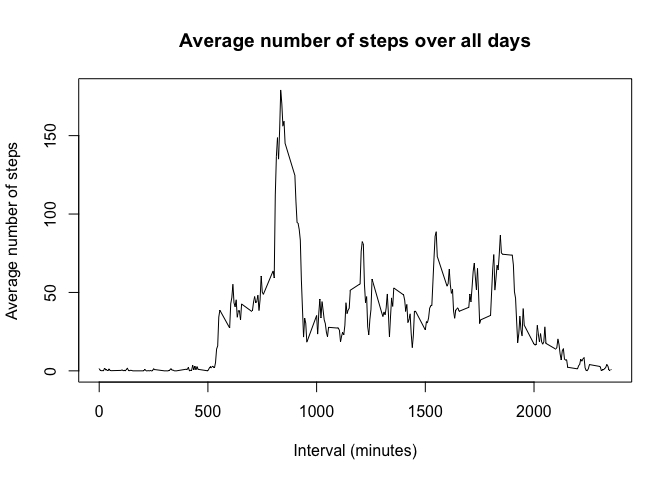 Average number of steps over all days
Average number of steps
150
100
50
0
0 500 1000 1500 2000
Interval (minutes)